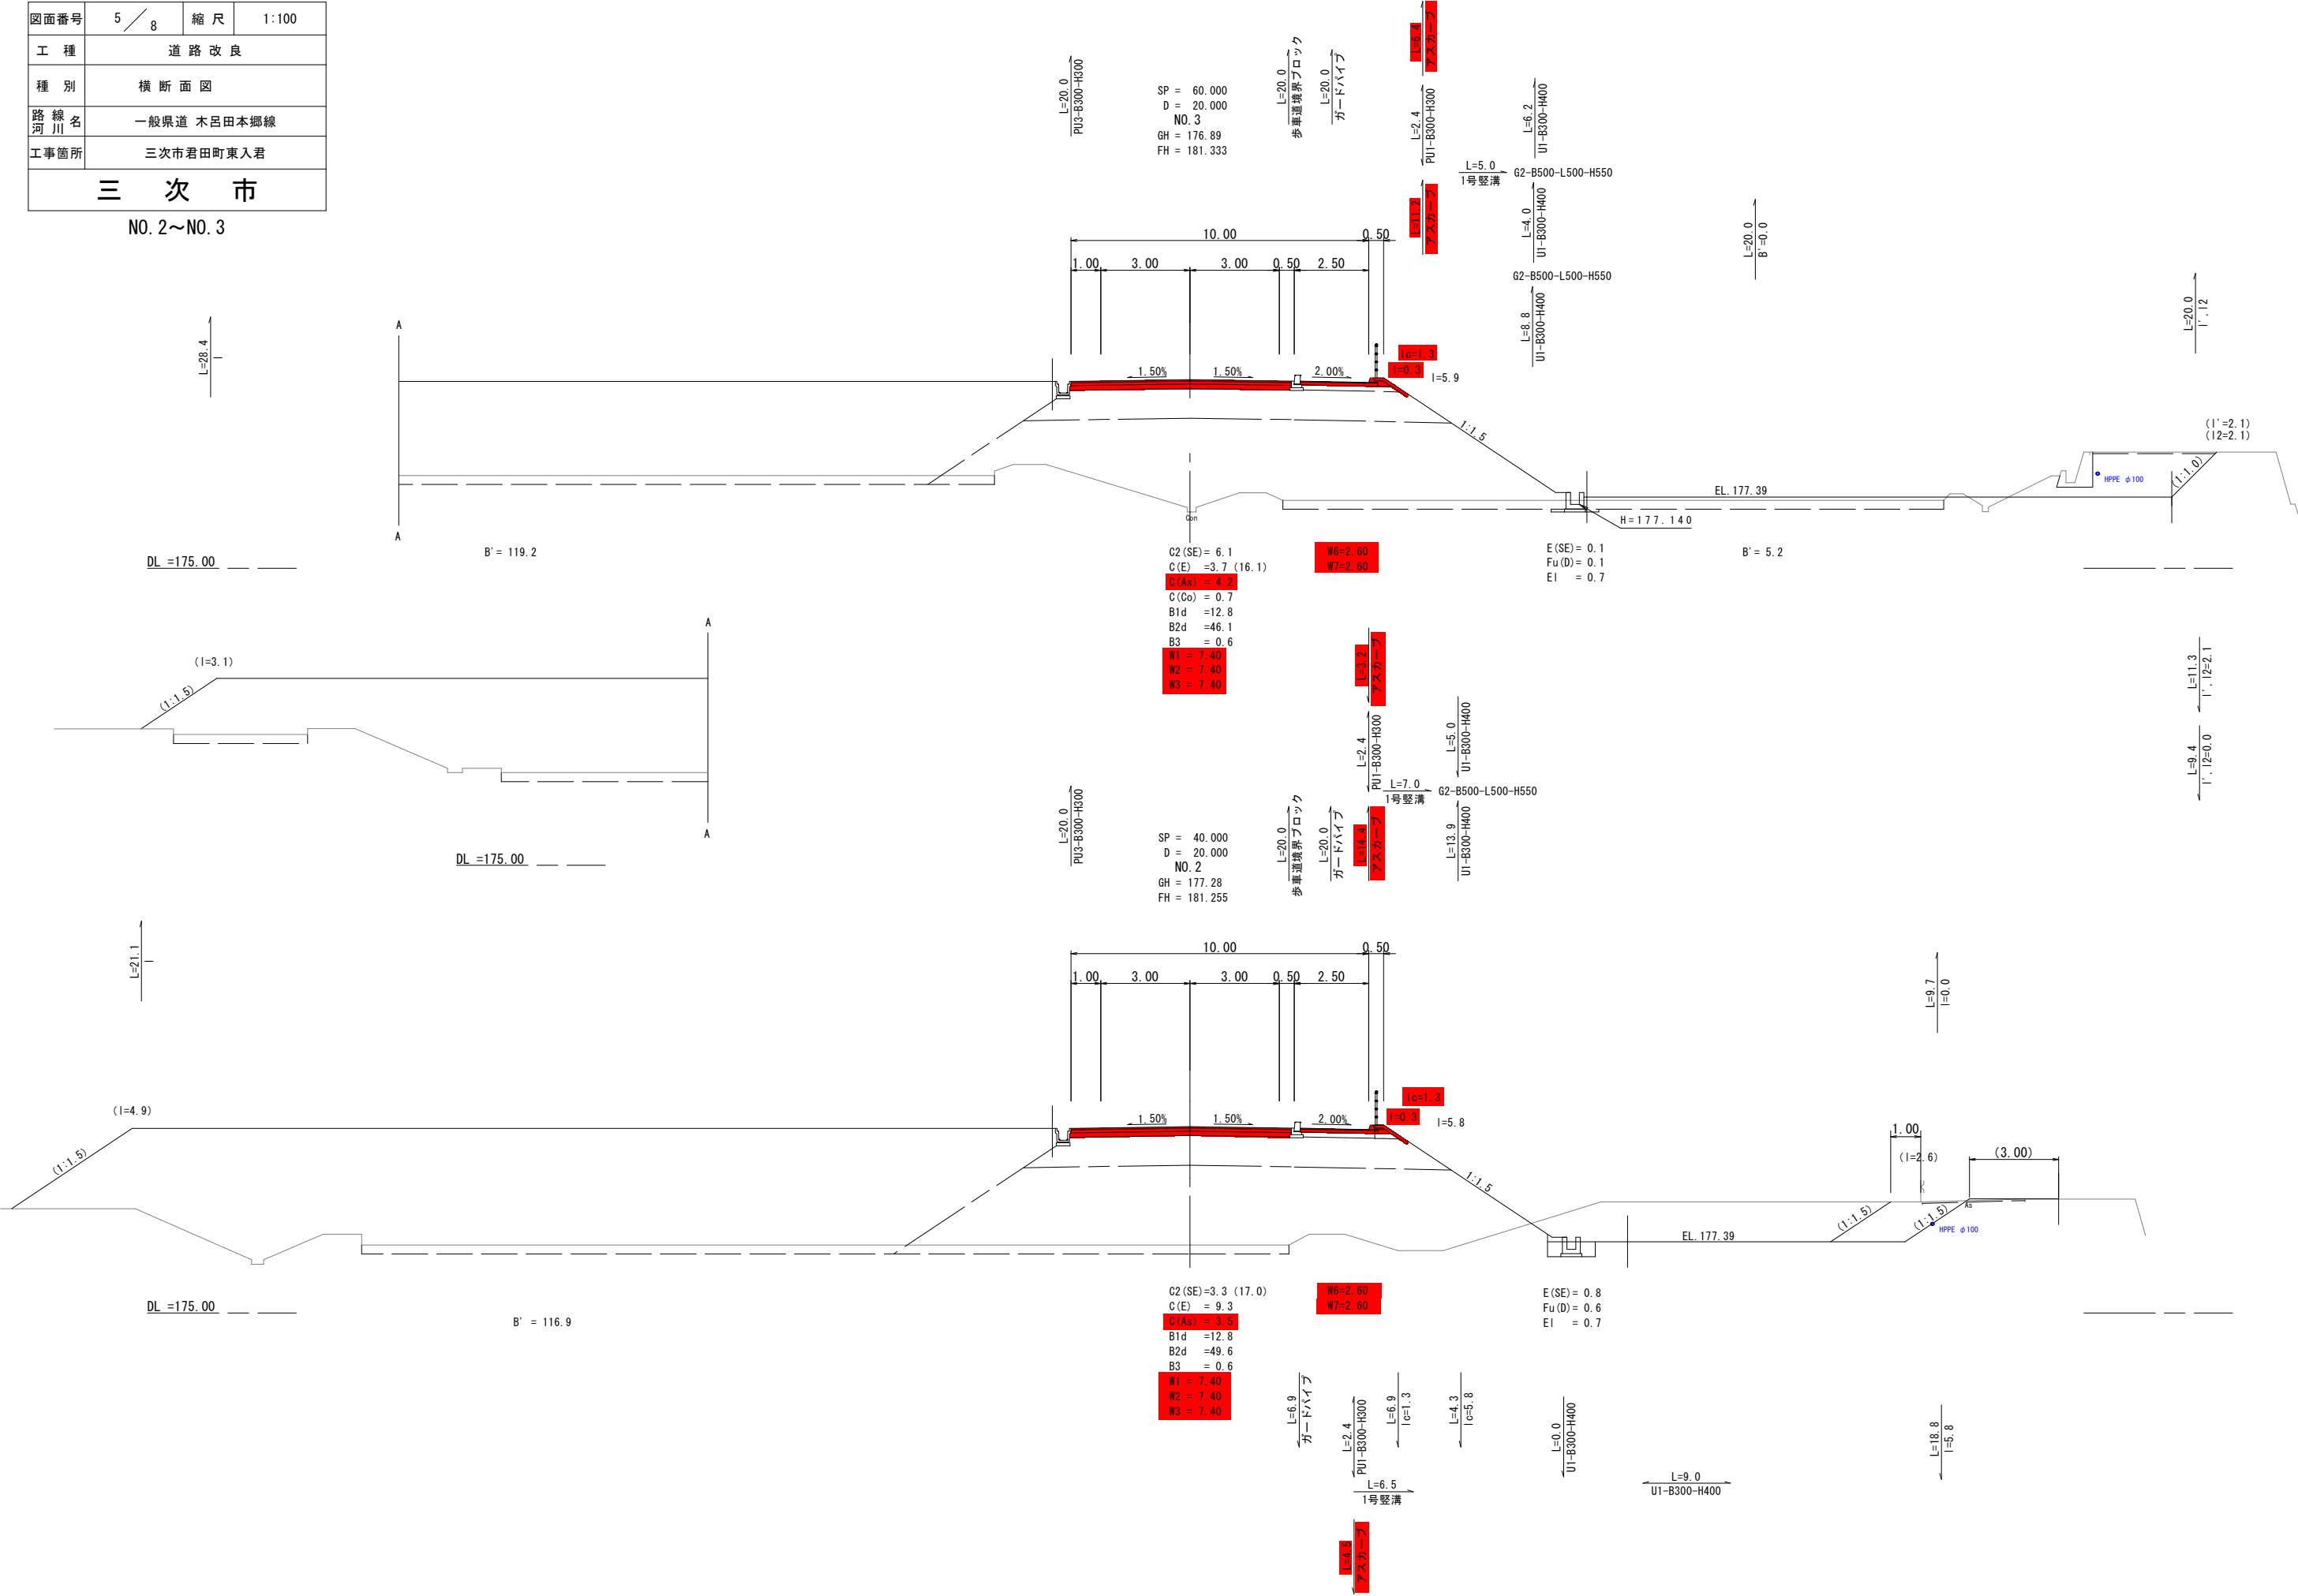 図面番号 5/8 縮 尺 1:100
工 種 道 路 改 良
種 別 横 断 面 図
路 線
河 川 名 一般県道 木呂田本郷線
工事箇所 三次市君田町東入君
三 次 市
NO.2～NO.3
L=20.0
PU3-B300-H300
SP = 60.000
D = 20.000
NO.3
GH = 176.89
FH = 181.333
L=20.0
歩車道境界ブロック
L=20.0
ガードパイプ
L=6.4
アスカーブ
L=2.4
PU1-B300-H300
L=11.2
アスカーブ
L=6.2
U1-B300-H400
L=5.0
1号竪溝
G2-B500-L500-H550
L=4.0
U1-B300-H400
G2-B500-L500-H550
L=8.8
U1-B300-H400
L=20.0
B'=0.0
L=20.0
l',l2
L=28.4
l
A
10.00 0.50
1.00 3.00 3.00 0.50 2.50
1.50% 1.50% 2.00%
lc=1.3
l=0.3
l=5.9
1:1.5
(l'=2.1)
(l2=2.1)
(1:1.0)
HPPE φ100
EL.177.39
H=177.140
Con
A
DL =175.00
B'= 119.2
C2(SE)= 6.1
C(E) =3.7 (16.1)
C(As) = 4.2
C(Co) = 0.7
B1d =12.8
B2d =46.1
B3 = 0.6
W1 = 7.40
W2 = 7.40
W3 = 7.40
W6=2.60
W7=2.60
E(SE)= 0.1
Fu(D)= 0.1
El = 0.7
B'= 5.2
A
(l=3.1)
(1:1.5)
A
DL =175.00
L=3.2
アスカーブ
L=2.4
PU1-B300-H300
L=5.0
U1-B300-H400
L=7.0
1号竪溝
G2-B500-L500-H550
L=14.4
アスカーブ
L=13.9
U1-B300-H400
L=11.3
l',l2=2.1
L=9.4
l',l2=0.0
L=20.0
PU3-B300-H300
SP = 40.000
D = 20.000
NO.2
GH = 177.28
FH = 181.255
L=20.0
歩車道境界ブロック
L=20.0
ガードパイプ
L=21.1
l
L=9.7
l=0.0
10.00 0.50
1.00 3.00 3.00 0.50 2.50
(l=4.9)
(1:1.5)
1.50% 1.50% 2.00%
lc=1.3
l=0.3
l=5.8
1:1.5
1.00
(l=2.6)
(3.00)
(1:1.5)
(1:1.5)
As
HPPE φ100
EL.177.39
DL =175.00
B' = 116.9
C2(SE)=3.3 (17.0)
C(E) = 9.3
C(As) = 3.5
B1d =12.8
B2d =49.6
B3 = 0.6
W1 = 7.40
W2 = 7.40
W3 = 7.40
W6=2.60
W7=2.60
E(SE)= 0.8
Fu(D)= 0.6
El = 0.7
L=6.9
ガードパイプ
L=2.4
PU1-B300-H300
L=6.9
lc=1.3
L=4.3
lc=5.8
L=0.0
U1-B300-H400
L=18.8
l=5.8
L=6.5
1号竪溝
L=9.0
U1-B300-H400
L=4.5
アスカーブ